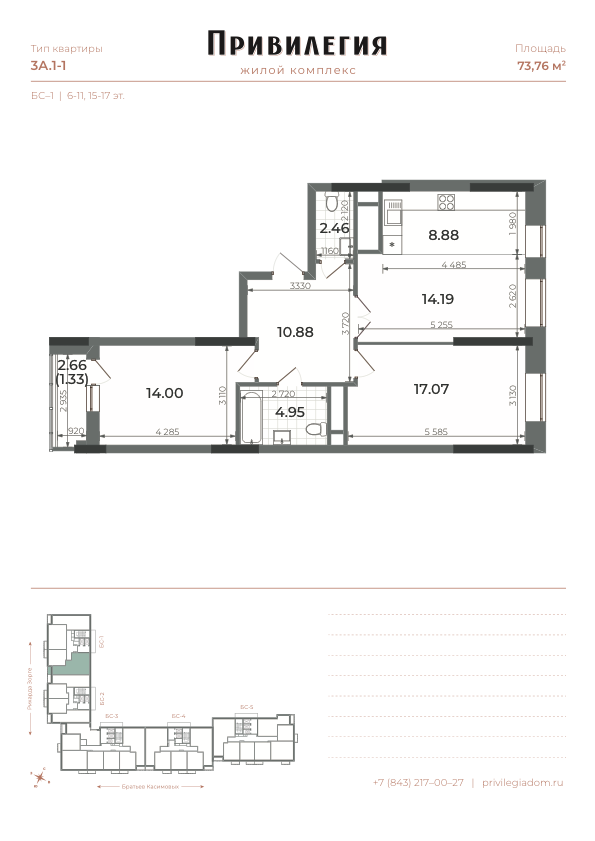 Тип квартиры
3А.1-1
Привилегия
жилой комплекс
Площадь
73,76 м²
БС–1 | 6-11, 15-17 эт.
2.46
2 120
1160
8.88
1 980
4 485
14.19
2 620
5 255
3330
3 720
10.88
2.66
(1.33)
2 935
920
14.00
3 110
4 285
2 720
4.95
17.07
3 130
5 585
БС-1
БС-2
БС-3
БС-4
БС-5
Рихарда Зорге
Братьев Касимовых
+7 (843) 217–00–27 | privilegiadom.ru